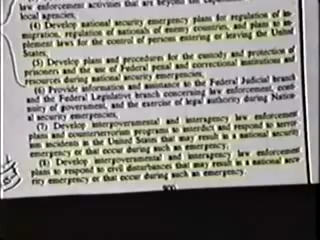 law enforcement activities that are beyond the
local agencies;
(4) Develop national security emergency plans for regulation of im-
migration, regulation of nationals of enemy countries, and plans to im-
plement laws for the control of persons entering or leaving the United
States;
(5) Develop plans and procedures for the custody and protection of
prisoners and the use of Federal penal and correctional institutions and
resources during national security emergencies;
(6) Provide information and assistance to the Federal Judicial branch
and the Federal Legislative branch concerning law enforcement, conti-
nuity of government, and the exercise of legal authority during Nation-
al security emergencies;
(7) Develop intergovernmental and interagency law enforcement
plans and counterterrorism programs to interdict and respond to terror-
ism incidents in the United States that may result in a national security
emergency or that occur during such an emergency;
(8) Develop intergovernmental and interagency law enforcement
plans to respond to civil disturbances that may result in a national secu-
rity emergency or that occur during such an emergency.